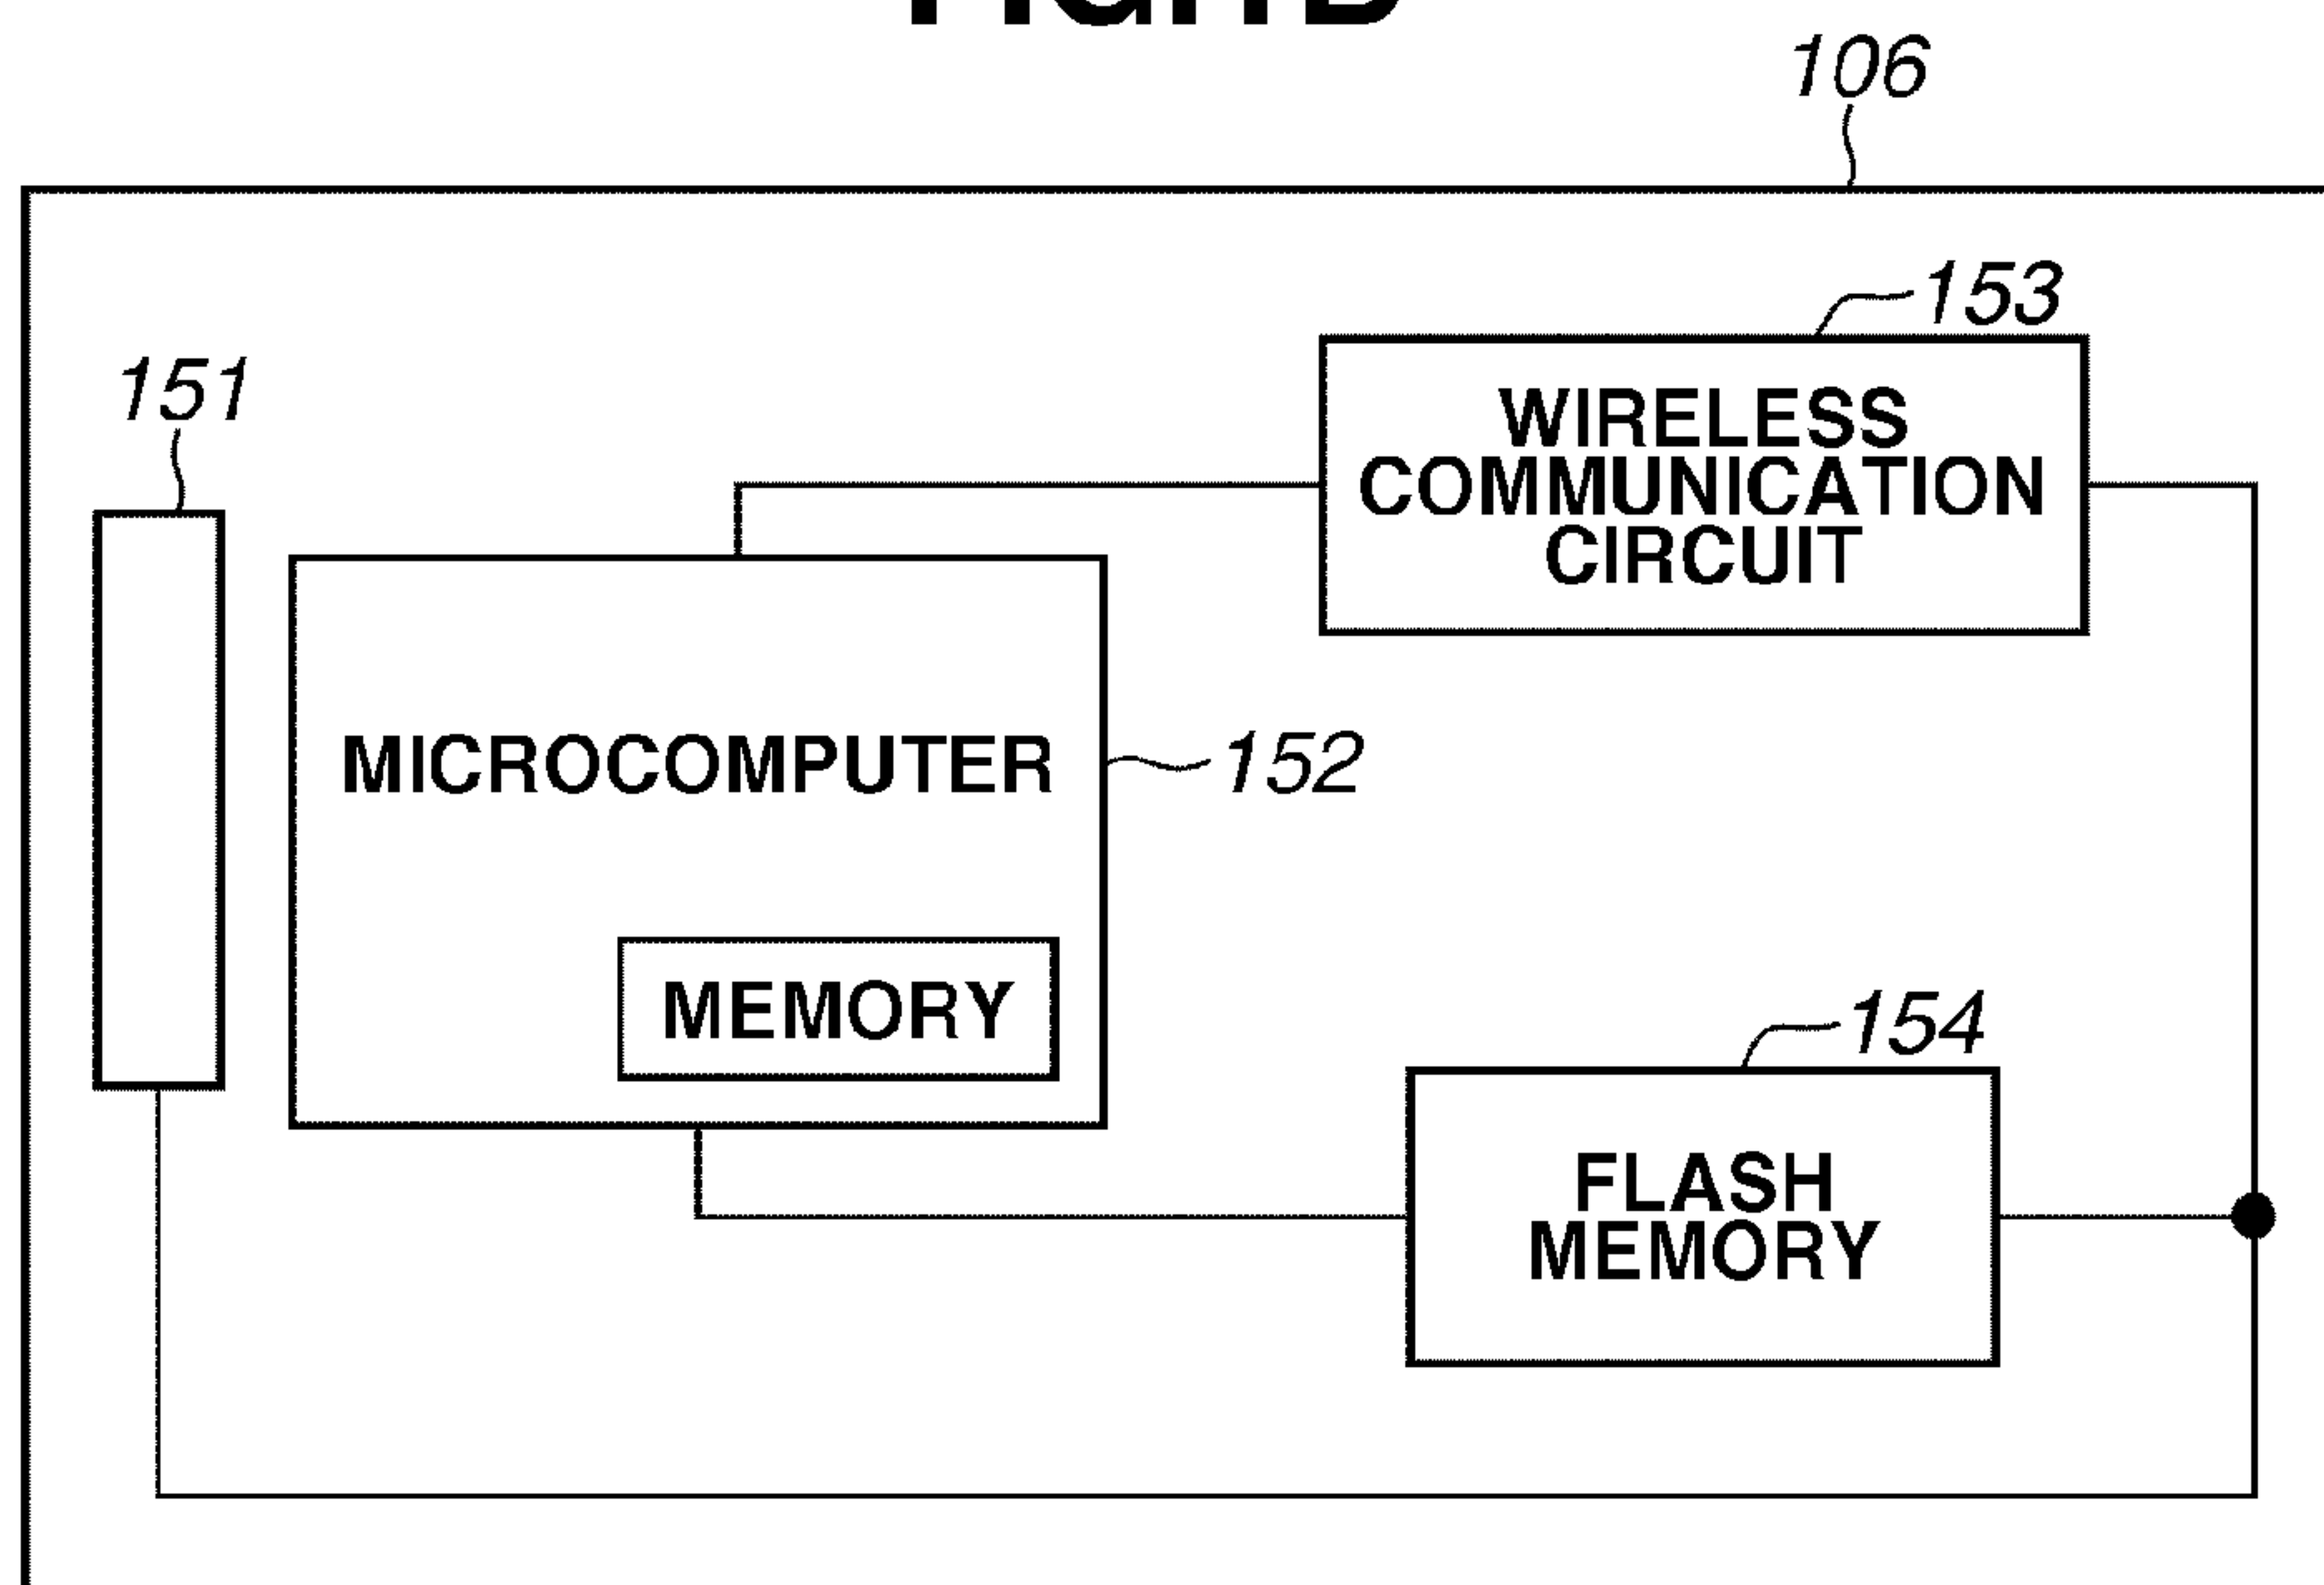 106
153
151
WIRELESS
COMMUNICATION
CIRCUIT
MICROCOMPUTER
152
MEMORY
154
FLASH
MEMORY